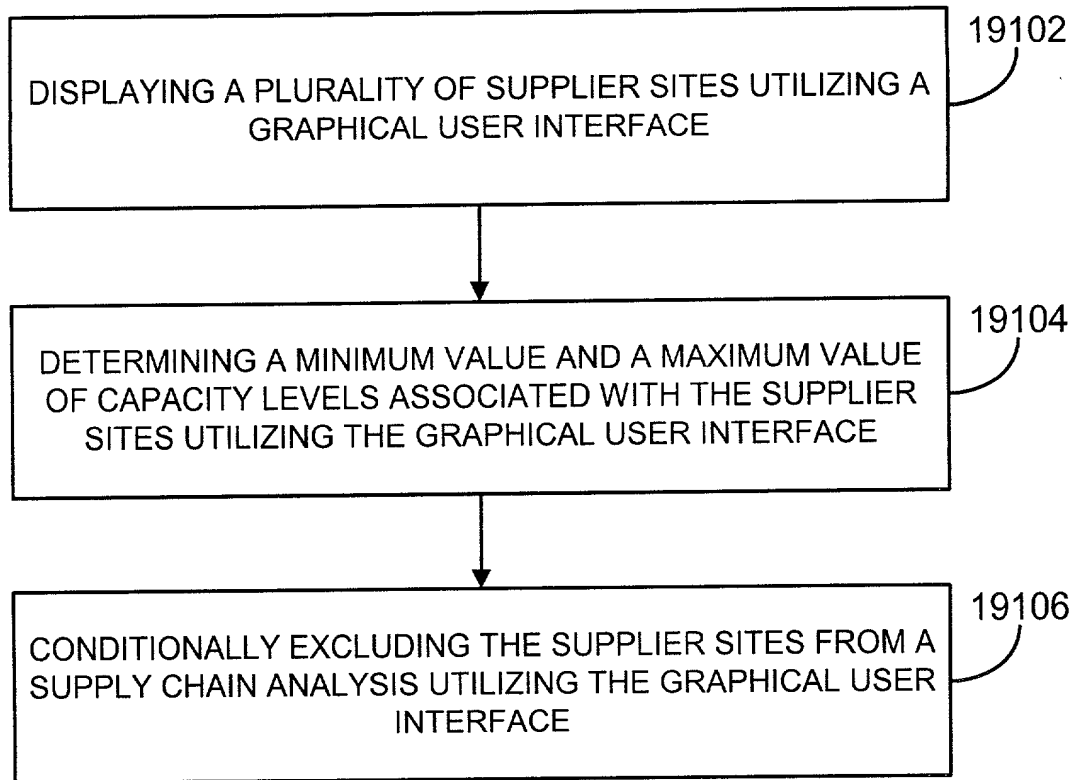 19102
DISPLAYING A PLURALITY OF SUPPLIER SITES UTILIZING A
GRAPHICAL USER INTERFACE
19104
DETERMINING A MINIMUM VALUE AND A MAXIMUM VALUE
OF CAPACITY LEVELS ASSOCIATED WITH THE SUPPLIER
SITES UTILIZING THE GRAPHICAL USER INTERFACE
19106
CONDITIONALLY EXCLUDING THE SUPPLIER SITES FROM A
SUPPLY CHAIN ANALYSIS UTILIZING THE GRAPHICAL USER
INTERFACE